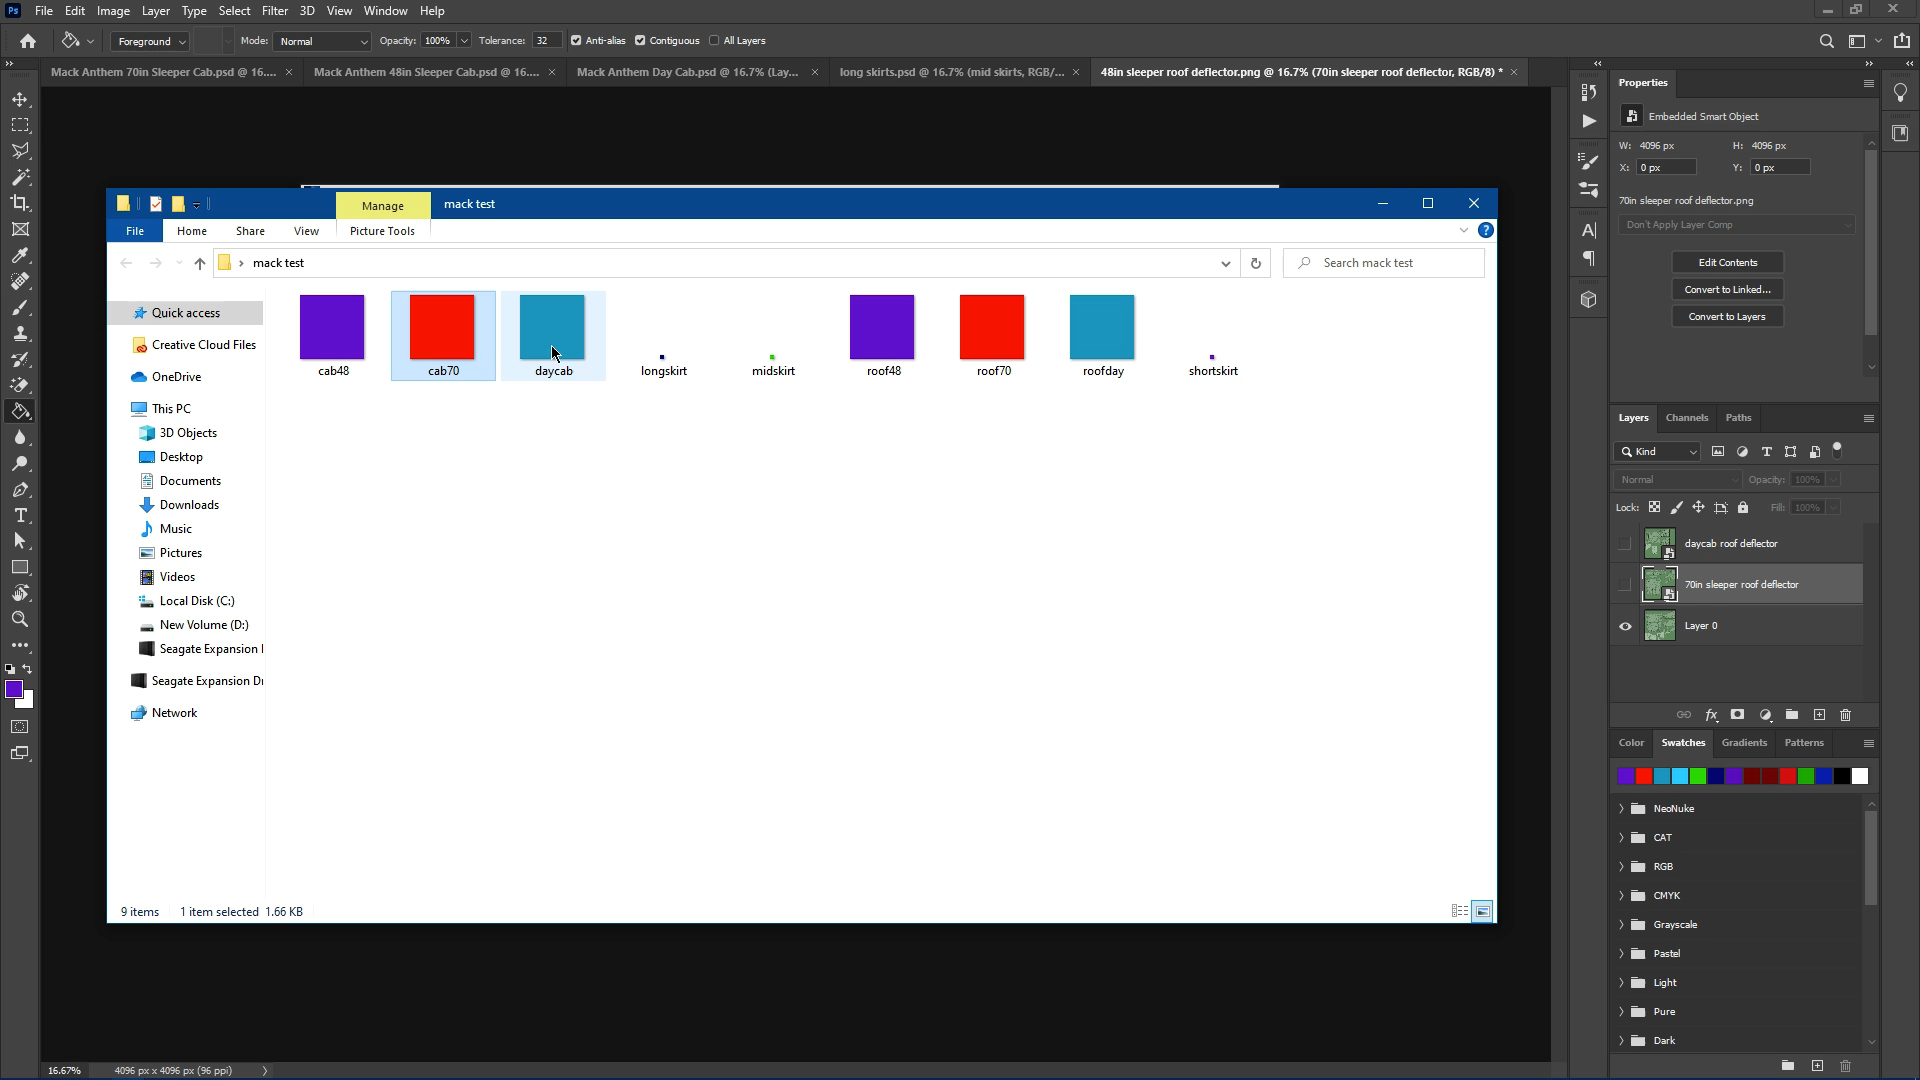 Ps File Edit Image Layer Type Select Filter 3D View Window Help
Foreground Mode: Normal Opacity: 100% Tolerance: 32 Anti-alias Contiguous All Layers
Mack Anthem 70in Sleeper Cab.psd @ 16.... × Mack Anthem 48in Sleeper Cab.psd @ 16.... × Mack Anthem Day Cab.psd @ 16.7% (Lay... × long skirts.psd @ 16.7% (mid skirts, RGB/... × 48in sleeper roof deflector.png @ 16.7% (70in sleeper roof deflector, RGB/8) * ×
Manage mack test
File Home Share View Picture Tools
mack test
Search mack test
Quick access
Creative Cloud Files
OneDrive
This PC
3D Objects
Desktop
Documents
Downloads
Music
Pictures
Videos
Local Disk (C:)
New Volume (D:)
Seagate Expansion
Seagate Expansion
Network
cab48 cab70 daycab longskirt midskirt roof48 roof70 roofday shortskirt
9 items 1 item selected 1.66 KB
16.67% 4096 px x 4096 px (96 ppi)
Properties
Embedded Smart Object
W: 4096 px H: 4096 px
X: 0 px Y: 0 px
70in sleeper roof deflector.png
Don't Apply Layer Comp
Edit Contents
Convert to Linked...
Convert to Layers
Layers Channels Paths
Kind
Normal Opacity: 100%
Lock: Fill: 100%
daycab roof deflector
70in sleeper roof deflector
Layer 0
Color Swatches Gradients Patterns
NeoNuke
CAT
RGB
CMYK
Grayscale
Pastel
Light
Pure
Dark